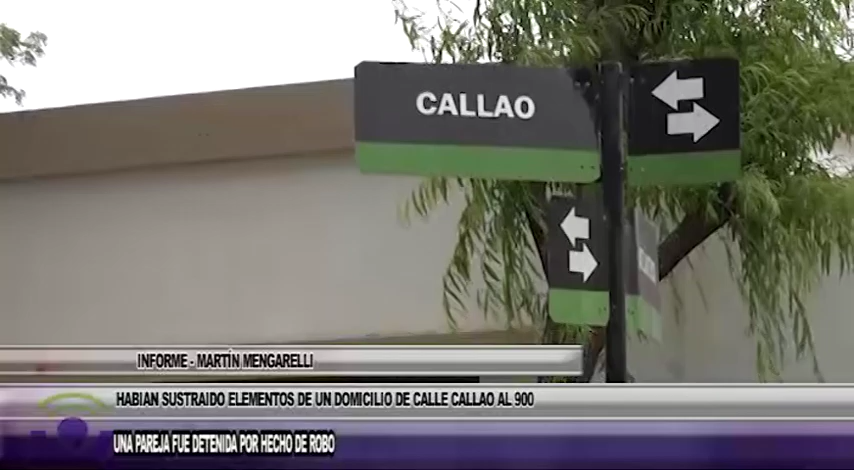 CALLAO
INFORME - MARTÍN MENGARELLI
HABIAN SUSTRAIDO ELEMENTOS DE UN DOMICILIO DE CALLE CALLAO AL 900
UNA PAREJA FUE DETENIDA POR HECHO DE ROBO